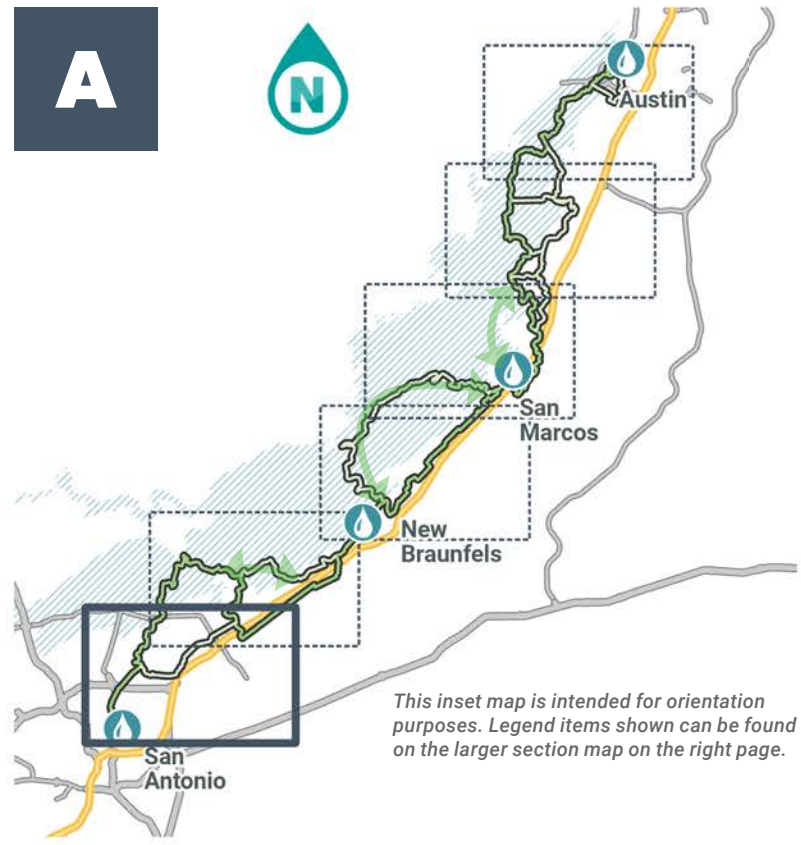 A
N
Austin
San
Marcos
New
Braunfels
This inset map is intended for orientation
purposes. Legend items shown can be found
on the larger section map on the right page.
San
Antonio